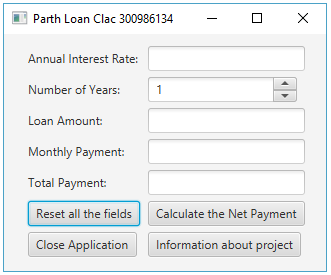 Parth Loan Clac 300986134
Annual Interest Rate:
Number of Years: 1
Loan Amount:
Monthly Payment:
Total Payment:
Reset all the fields Calculate the Net Payment
Close Application Information about project